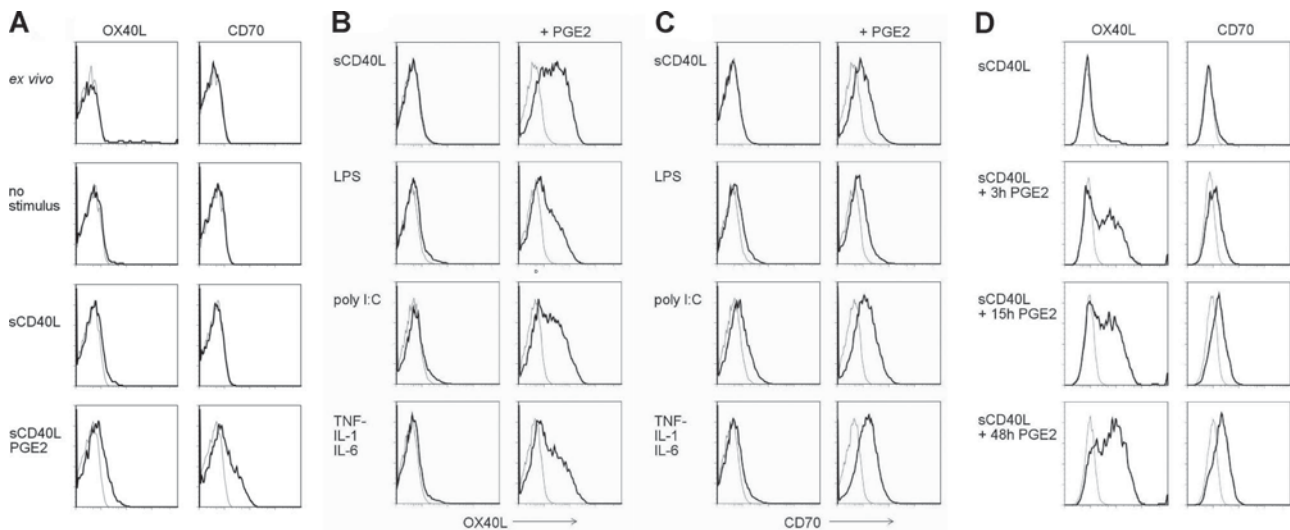 A
OX40L
CD70
ex vivo
no
stimulus
sCD40L
sCD40L
PGE2
B
+ PGE2
sCD40L
LPS
poly I:C
TNF-
IL-1
IL-6
OX40L
C
+ PGE2
sCD40L
LPS
poly I:C
TNF-
IL-1
IL-6
CD70
D
OX40L
CD70
sCD40L
sCD40L
+ 3h PGE2
sCD40L
+ 15h PGE2
sCD40L
+ 48h PGE2